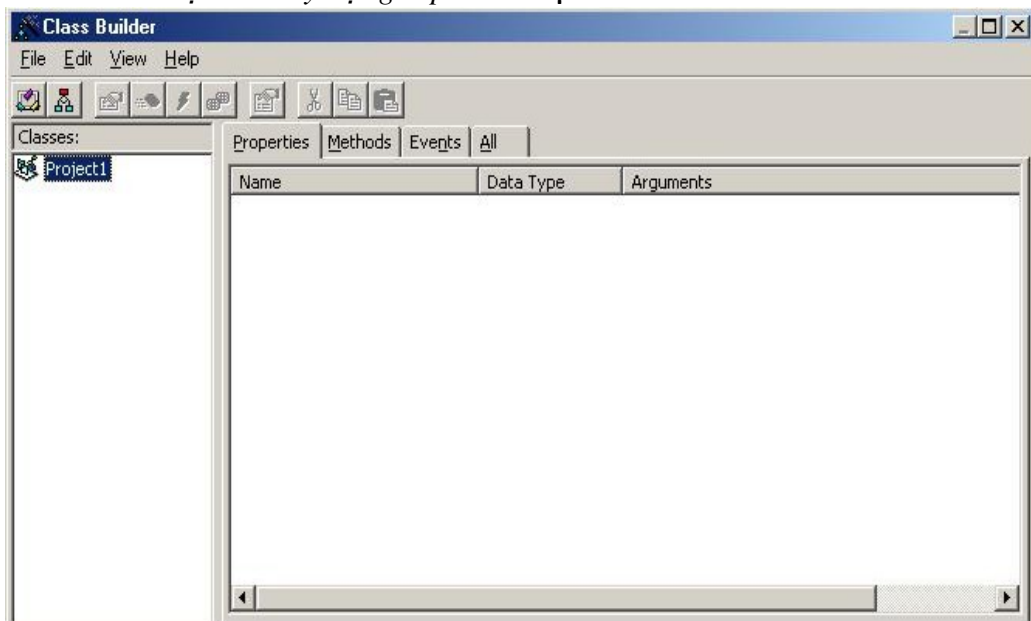 Class Builder
File Edit View Help
Classes:
Properties Methods Events All
Project1
Name Data Type Arguments